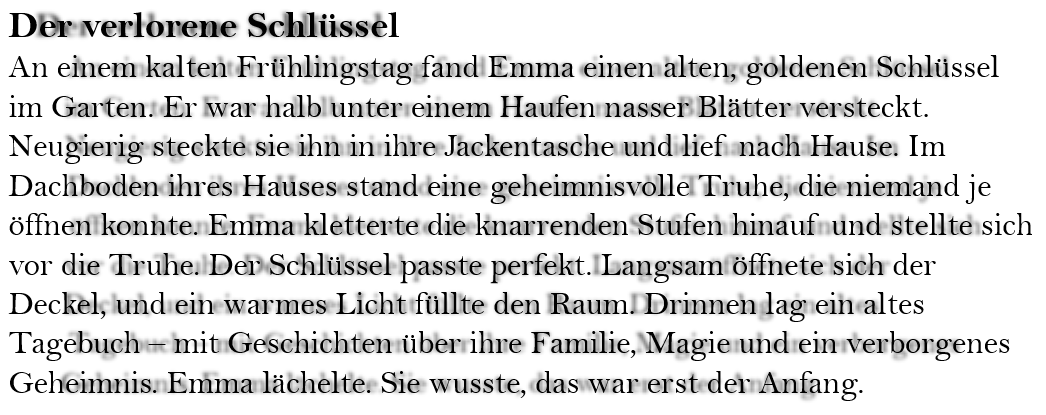 Der verlorene Schlüssel
An einem kalten Frühlingstag fand Emma einen alten, goldenen Schlüssel
im Garten. Er war halb unter einem Haufen nasser Blätter versteckt.
Neugierig steckte sie ihn in ihre Jackentasche und lief nach Hause. Im
Dachboden ihres Hauses stand eine geheimnisvolle Truhe, die niemand je
öffnen konnte. Emma kletterte die knarrenden Stufen hinauf und stellte sich
vor die Truhe. Der Schlüssel passte perfekt. Langsam öffnete sich der
Deckel, und ein warmes Licht füllte den Raum. Drinnen lag ein altes
Tagebuch – mit Geschichten über ihre Familie, Magie und ein verborgenes
Geheimnis. Emma lächelte. Sie wusste, das war erst der Anfang.